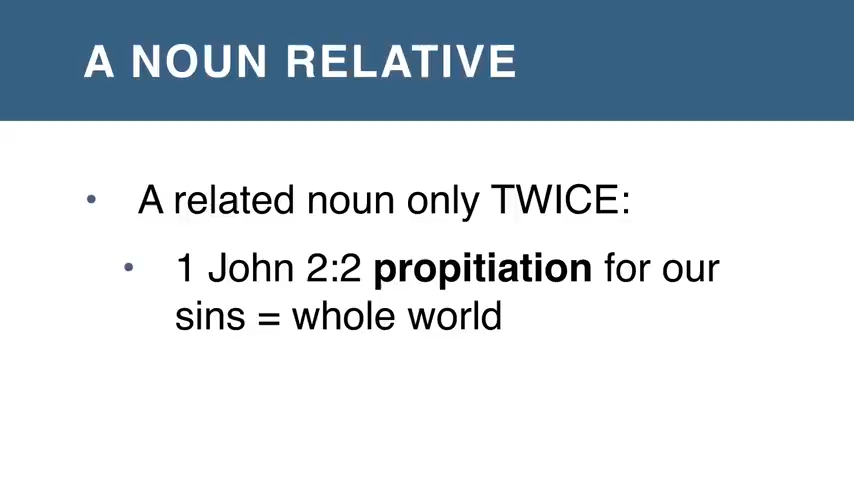 A NOUN RELATIVE
• A related noun only TWICE:
• 1 John 2:2 propitiation for our
sins = whole world